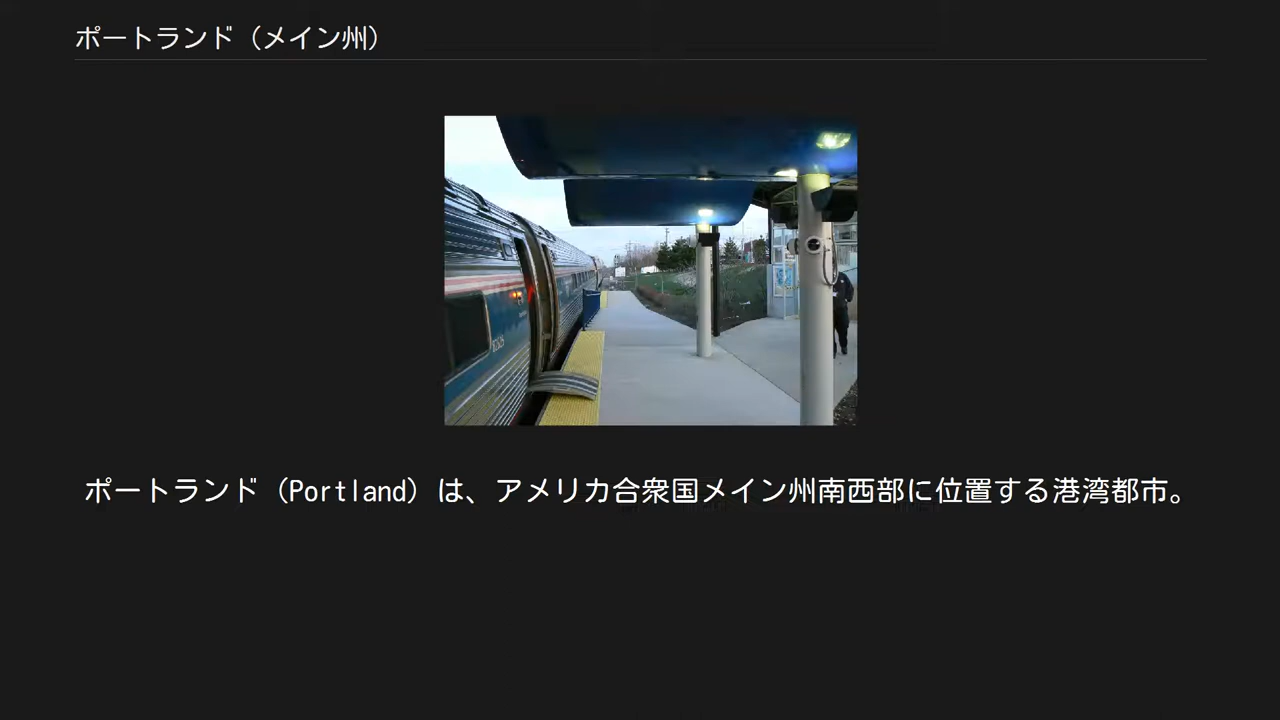 ポートランド（メイン州）
ポートランド（Portland）は、アメリカ合衆国メイン州南西部に位置する港湾都市。